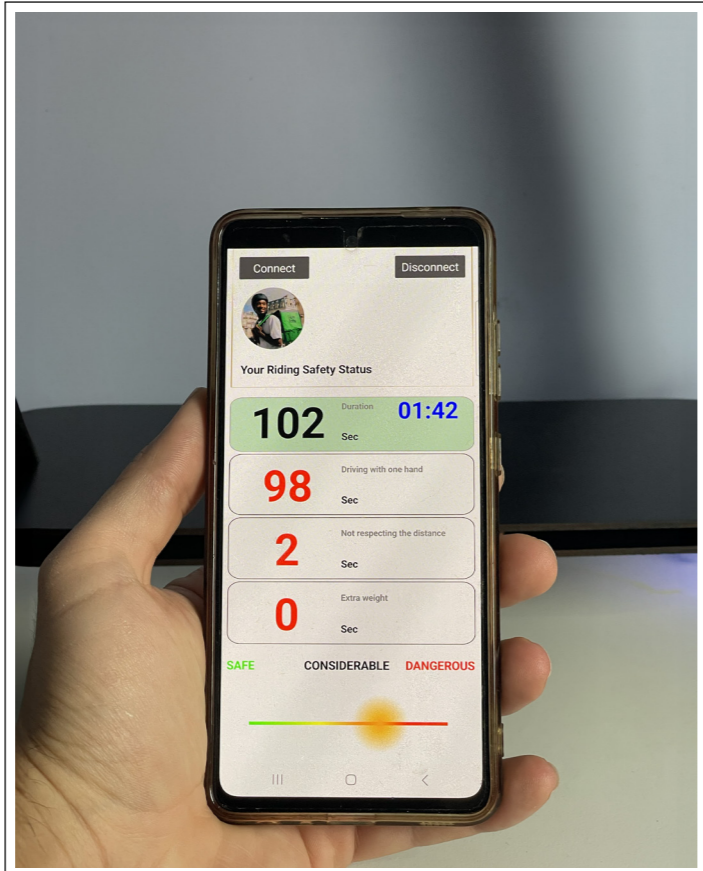 Connect Disconnect
Your Riding Safety Status
102 Duration 01:42
Sec
98 Driving with one hand
Sec
2 Not respecting the distance
Sec
0 Extra weight
Sec
SAFE CONSIDERABLE DANGEROUS